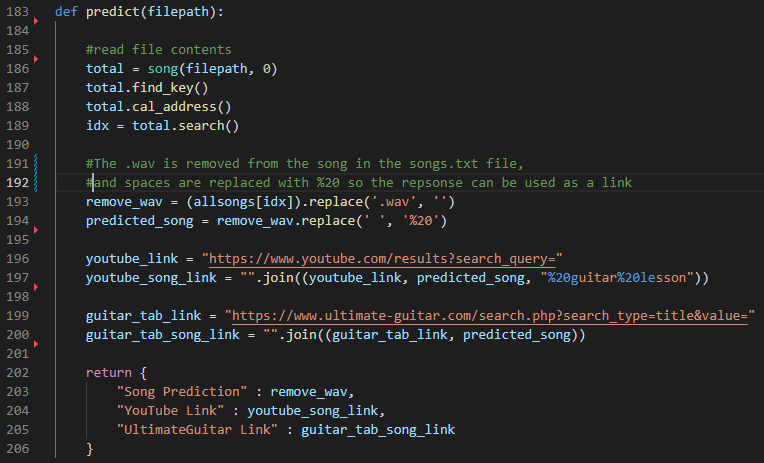 183 def predict(filepath):
184
185 #read file contents
186 total = song(filepath, 0)
187 total.find_key()
188 total.cal_address()
189 idx = total.search()
190
191 #The .wav is removed from the song in the songs.txt file,
192 #and spaces are replaced with %20 so the repsonse can be used as a link
193 remove_wav = (allsongs[idx]).replace('.wav', '')
194 predicted_song = remove_wav.replace(' ', '%20')
195
196 youtube_link = "https://www.youtube.com/results?search_query="
197 youtube_song_link = "".join((youtube_link, predicted_song, "%20guitar%20lesson"))
198
199 guitar_tab_link = "https://www.ultimate-guitar.com/search.php?search_type=title&value="
200 guitar_tab_song_link = "".join((guitar_tab_link, predicted_song))
201
202 return {
203 "Song Prediction" : remove_wav,
204 "YouTube Link" : youtube_song_link,
205 "UltimateGuitar Link" : guitar_tab_song_link
206 }